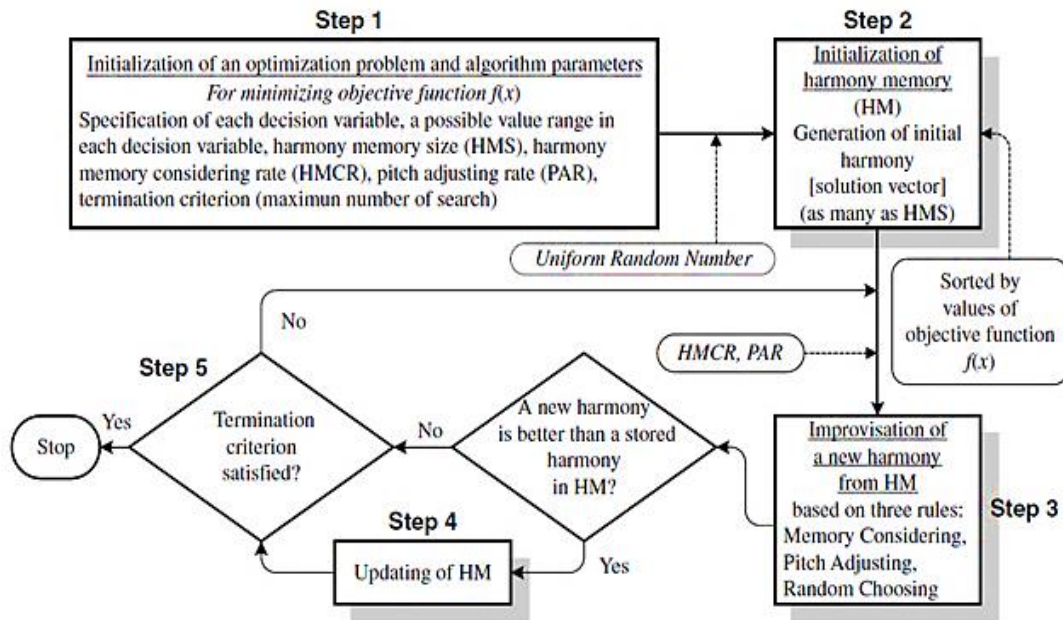 Step 1
Initialization of an optimization problem and algorithm parameters
For minimizing objective function f(x)
Specification of each decision variable, a possible value range in
each decision variable, harmony memory size (HMS), harmony
memory considering rate (HMCR), pitch adjusting rate (PAR),
termination criterion (maximun number of search)
Step 2
Initialization of
harmony memory
(HM)
Generation of initial
harmony
[solution vector]
(as many as HMS)
Uniform Random Number
Sorted by
values of
objective function
f(x)
HMCR, PAR
No
Step 5
Termination
criterion
satisfied?
Yes
Stop
No
A new harmony
is better than a stored
harmony
in HM?
Improvisation of
a new harmony
from HM
based on three rules:
Memory Considering,
Pitch Adjusting,
Random Choosing
Step 3
Step 4
Updating of HM
Yes